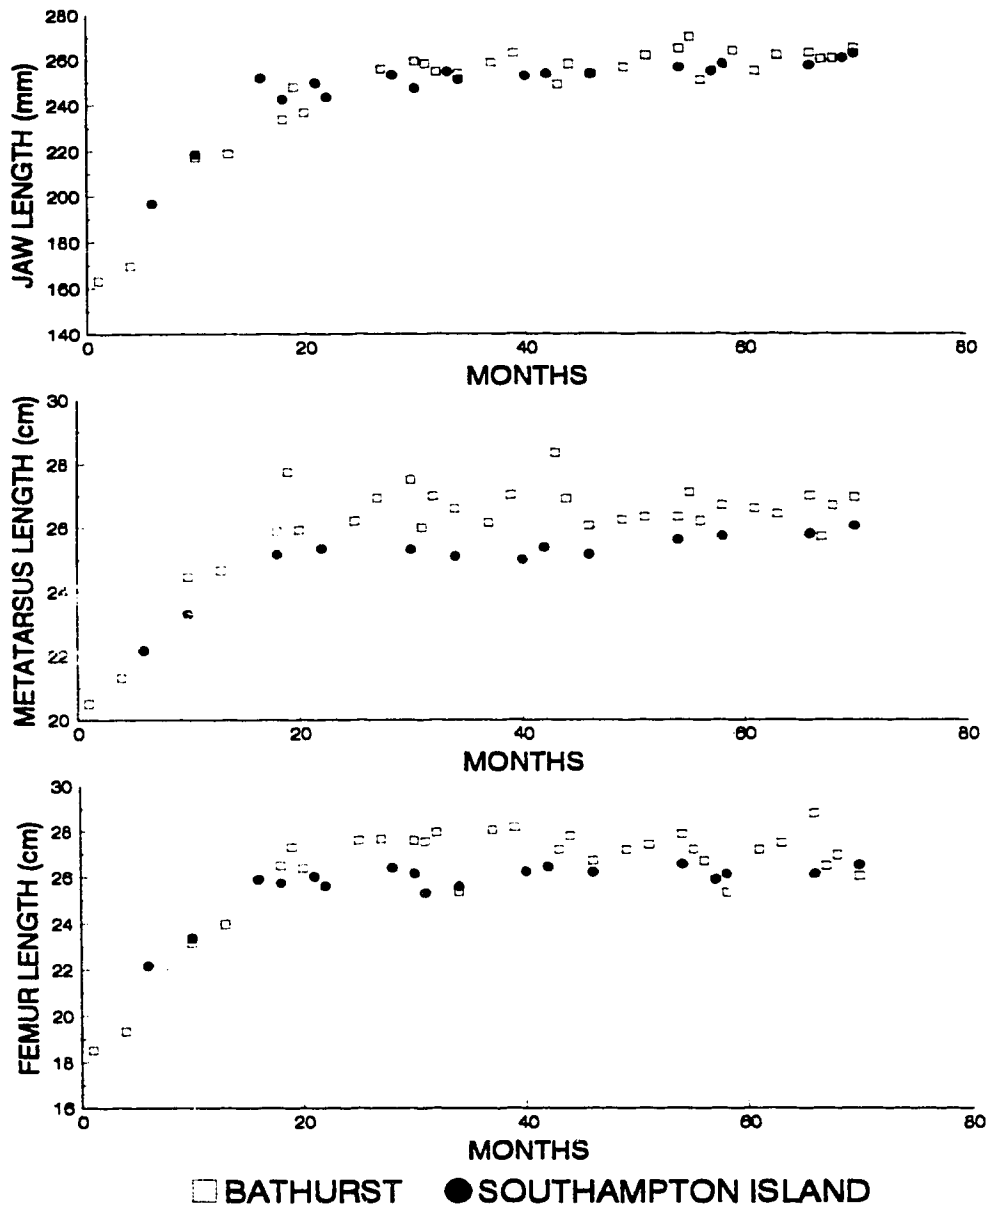 280
260
240
220
200
180
160
140
JAW LENGTH (mm)
0 20 40 60 80
MONTHS
30
28
26
24
22
20
METATARSUS LENGTH (cm)
0 20 40 60 80
MONTHS
30
28
26
24
22
20
18
16
FEMUR LENGTH (cm)
0 20 40 60 80
MONTHS
BATHURST SOUTHAMPTON ISLAND